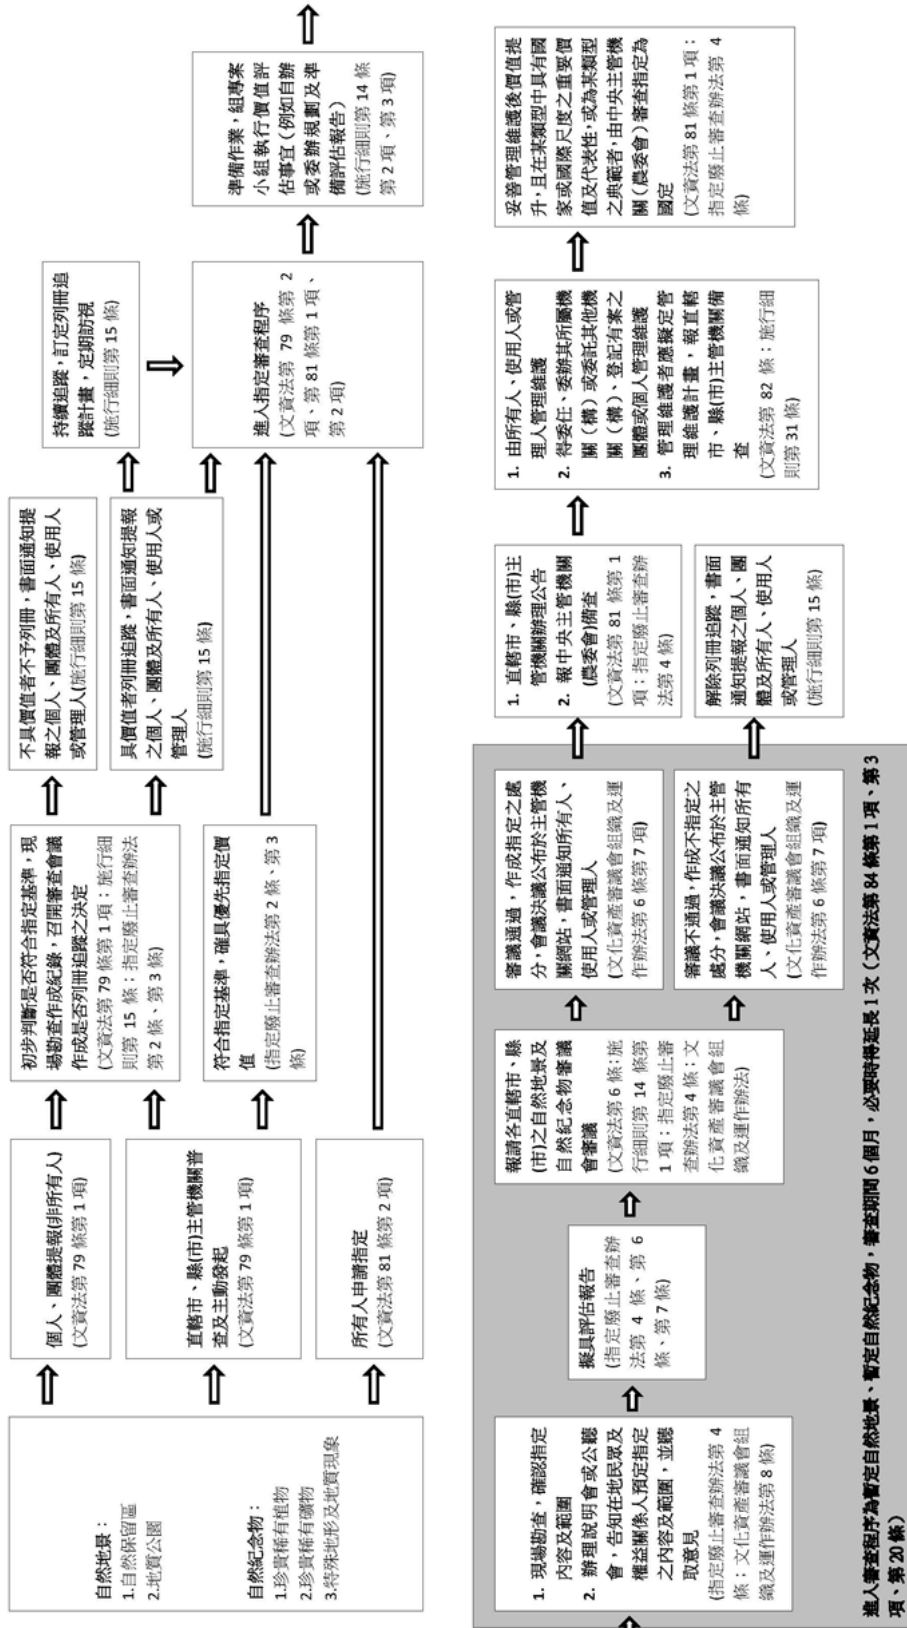 自然地景：
1.自然保留區
2.地質公園
自然紀念物：
1.珍貴稀有植物
2.珍貴稀有礦物
3.特殊地形及地質現象
個人、團體提報(非所有人)
(文資法第 79 條第 1 項)
直轄市、縣(市)主管機關普
查及主動發起
(文資法第 79 條第 1 項)
所有人申請指定
(文資法第 81 條第 2 項)
初步判斷是否符合指定基準，現
場勘查作成紀錄，召開審查會議
作成是否列冊追蹤之決定
(文資法第 79 條第 1 項；施行細
則第 15 條；指定廢止審查辦法
第 2 條、第 3 條)
符合指定基準，確具優先指定價
值
(指定廢止審查辦法第 2 條、第 3
條)
不具價值者不予列冊，書面通知提
報之個人、團體及所有人、使用人
或管理人(施行細則第 15 條)
具價值者列冊追蹤，書面通知提報
之個人、團體及所有人、使用人或
管理人
(施行細則第 15 條)
持續追蹤，訂定列冊追
蹤計畫，定期訪視
(施行細則第 15 條)
進入指定審查程序
(文資法第 79 條第 2
項、第 81 條第 1 項、
第 2 項)
準備作業，組專案
小組執行價值評
估事宜（例如自辦
或委辦規劃及準
備評估報告）
(施行細則第 14 條
第 2 項、第 3 項)
1. 現場勘查，確認指定
內容及範圍
2. 辦理說明會或公聽
會，告知在地民眾及
權益關係人預定指定
之內容及範圍，並聽
取意見
(指定廢止審查辦法第 4
條；文化資產審議會組
織及運作辦法第 8 條)
擬具評估報告
(指定廢止審查辦
法第 4 條、第 6
條、第 7 條)
報請各直轄市、縣
(市)之自然地景及
自然紀念物審議
會審議
(文資法第 6 條；施
行細則第 14 條第
1 項；指定廢止審
查辦法第 4 條；文
化資產審議會組
織及運作辦法)
審議通過，作成指定之處
分，會議決議公布於主管機
關網站，書面通知所有人、
使用人或管理人
(文化資產審議會組織及運
作辦法第 6 條第 7 項)
審議不通過，作成不指定之
處分，會議決議公布於主管
機關網站，書面通知所有
人、使用人或管理人
(文化資產審議會組織及運
作辦法第 6 條第 7 項)
進入審查程序為暫定自然地景、暫定自然紀念物，審查期間 6 個月，必要時得延長 1 次（文資法第 84 條第 1 項、第 3
項、第 20 條）
1. 直轄市、縣(市)主
管機關辦理公告
2. 報中央主管機關
(農委會)備查
(文資法第 81 條第 1
項；指定廢止審查辦
法第 4 條)
解除列冊追蹤，書面
通知提報之個人、團
體及所有人、使用人
或管理人
(施行細則第 15 條)
1. 由所有人、使用人或管
理人管理維護
2. 得委任、委辦其所屬機
關（構）或委託其他機
關（構）、登記有案之
團體或個人管理維護
3. 管理維護者應擬定管
理維護計畫，報直轄
市、縣(市)主管機關備
查
(文資法第 82 條；施行細
則第 31 條)
妥善管理維護後價值提
升，且在某類型中具有國
家或國際尺度之重要價
值及代表性，或為某類型
之典範者，由中央主管機
關（農委會）審查指定為
國定
(文資法第 81 條第 1 項；
指定廢止審查辦法第 4
條)